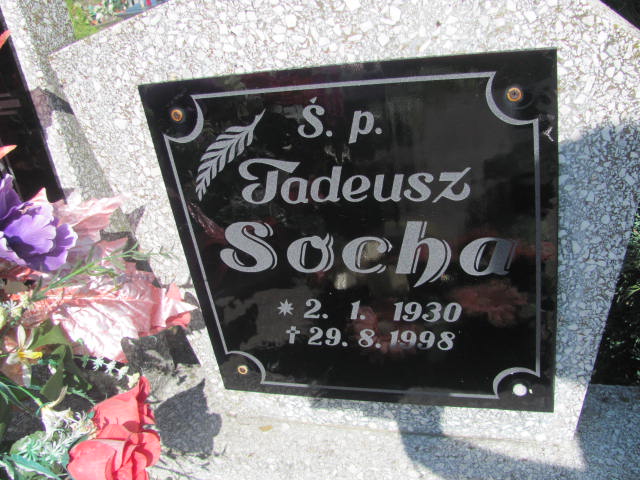 Ś. p.
Tadeusz
Socha
* 2. 1. 1930
† 29. 8. 1998